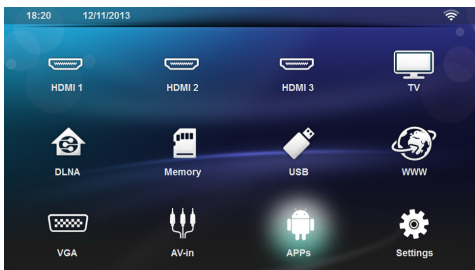 18:20 12/11/2013
HDMI 1 HDMI 2 HDMI 3 TV
DLNA Memory USB WWW
VGA AV-in APPs Settings